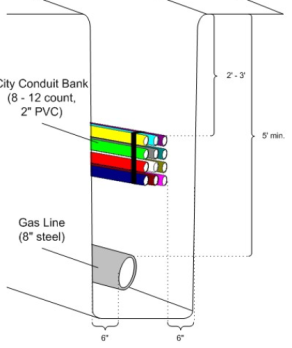 2' - 3'
City Conduit Bank
(8 - 12 count,
2" PVC)
5' min.
Gas Line
(8" steel)
6"
6"